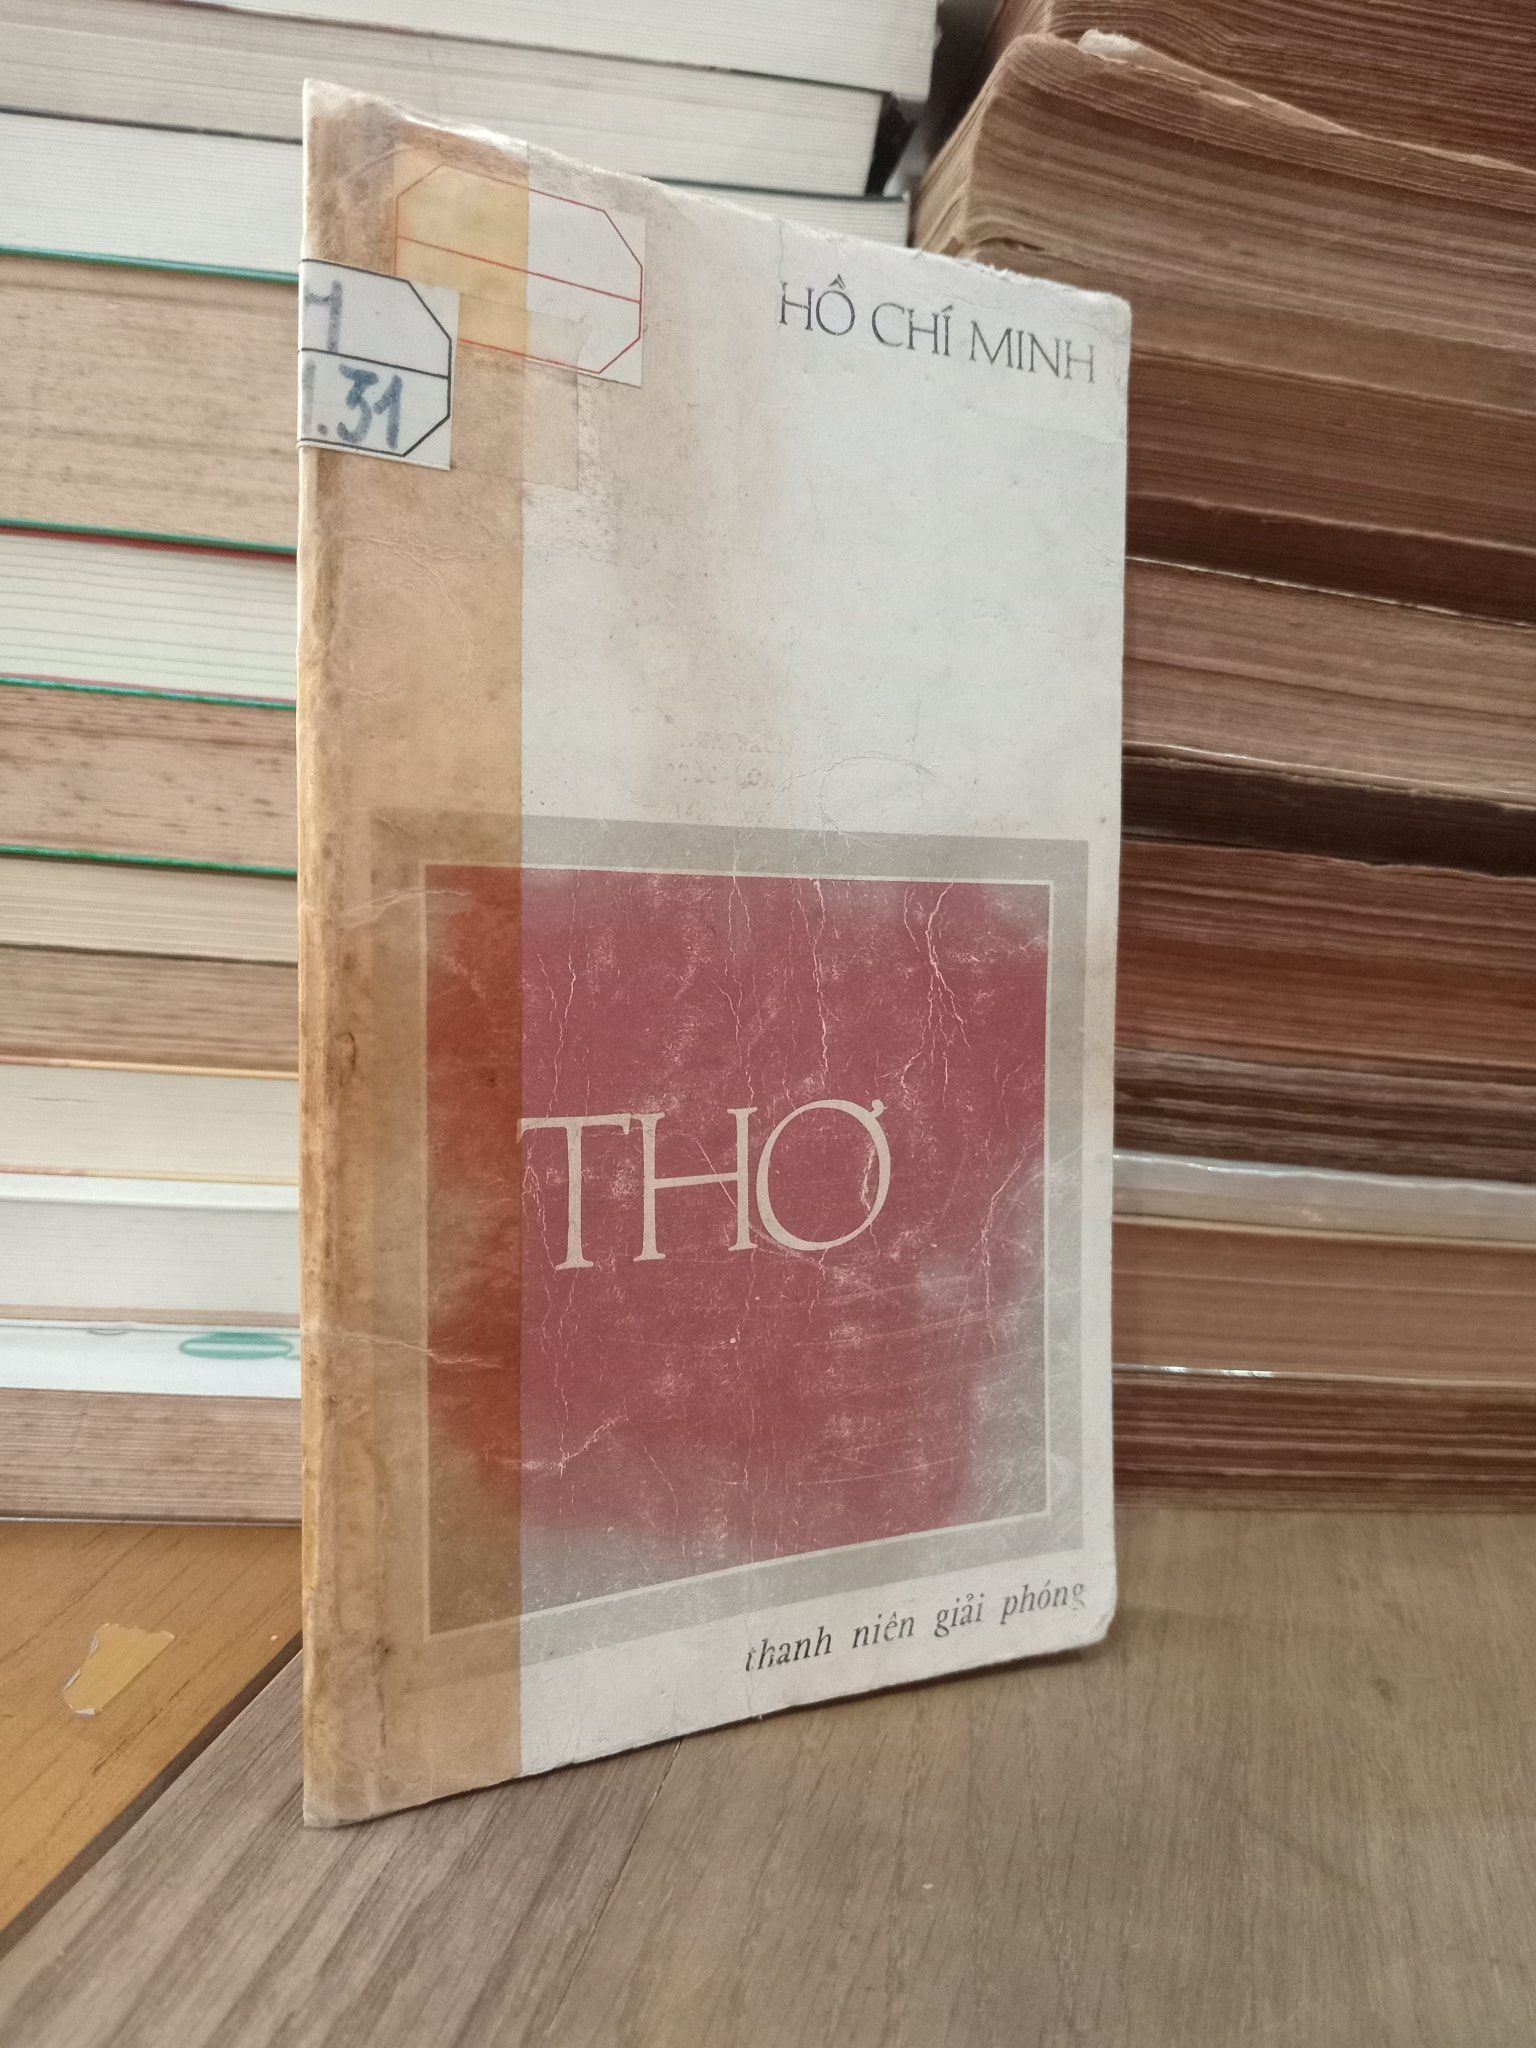 HỒ CHÍ MINH
.31
THƠ
thanh niên giải phóng